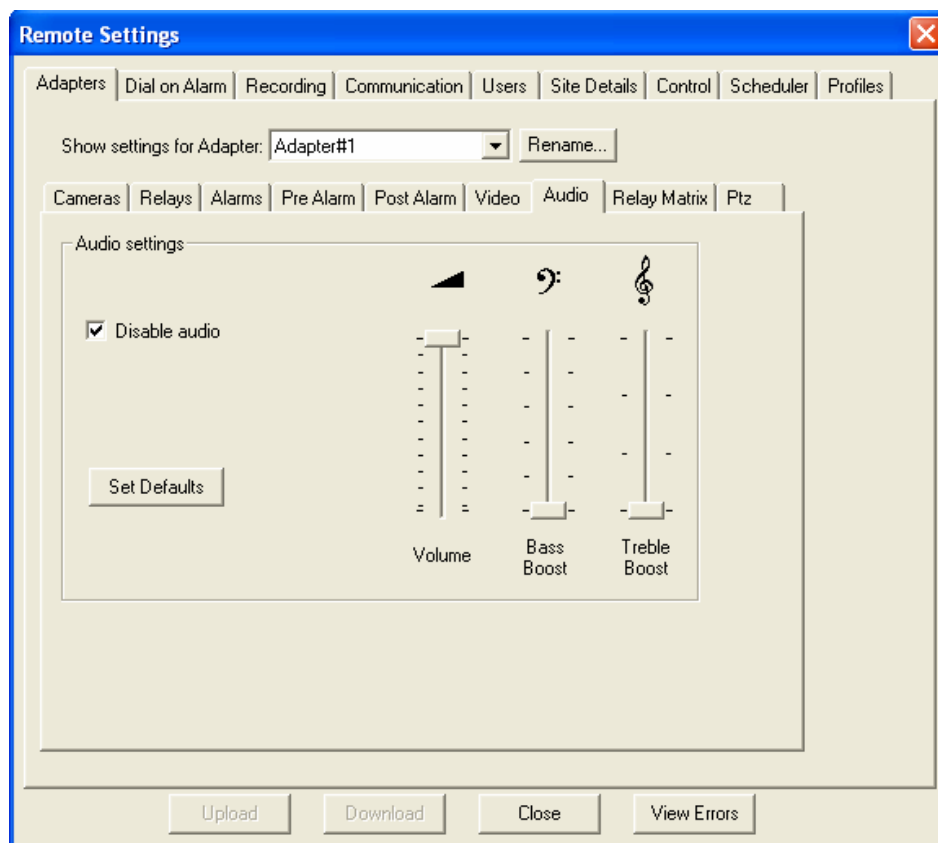 Remote Settings
Adapters Dial on Alarm Recording Communication Users Site Details Control Scheduler Profiles
Show settings for Adapter: Adapter#1 Rename...
Cameras Relays Alarms Pre Alarm Post Alarm Video Audio Relay Matrix Ptz
Audio settings
Disable audio
Set Defaults
Volume
Bass Boost
Treble Boost
Upload Download Close View Errors